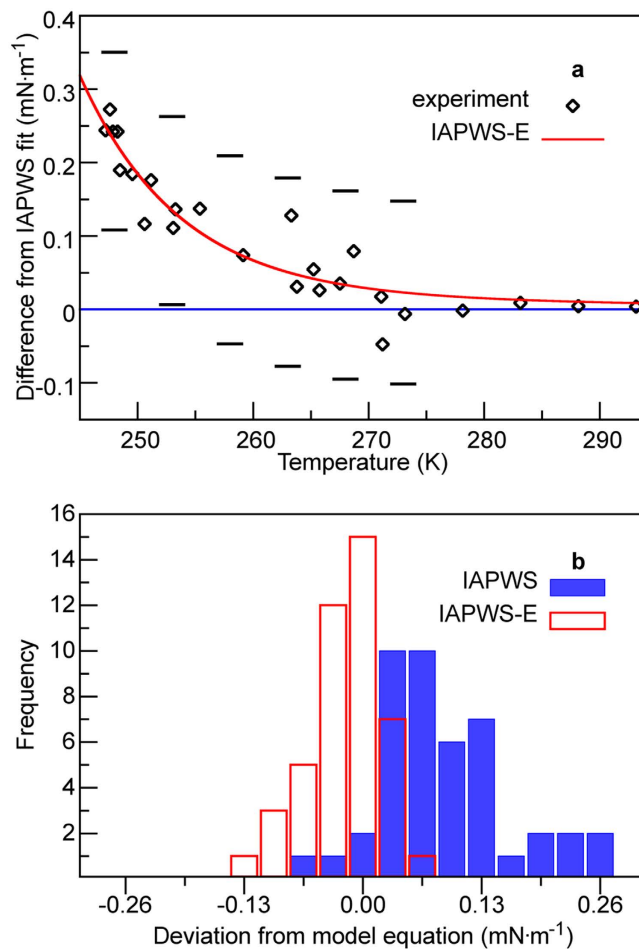 0.4
0.3
0.2
0.1
0
-0.1
Difference from IAPWS fit (mN·m⁻¹)
a
experiment
IAPWS-E
250
260
270
280
290
Temperature (K)
16
14
12
10
8
6
4
2
Frequency
b
IAPWS
IAPWS-E
-0.26
-0.13
0.00
0.13
0.26
Deviation from model equation (mN·m⁻¹)